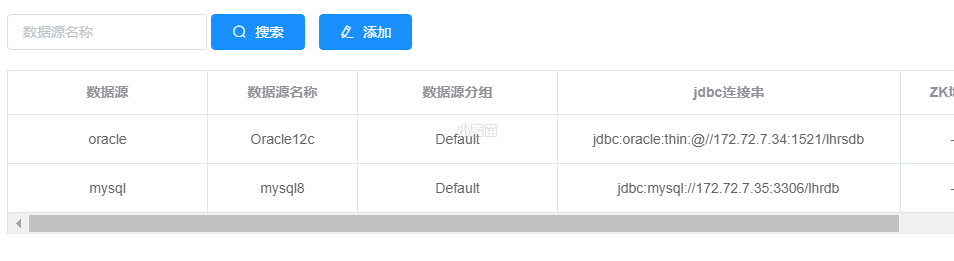 数据源名称 搜索 添加
数据源 数据源名称 数据源分组 jdbc连接串 ZK
oracle Oracle12c Default jdbc:oracle:thin:@//172.72.7.34:1521/lhrsdb -
mysql mysql8 Default jdbc:mysql://172.72.7.35:3306/lhrdb -